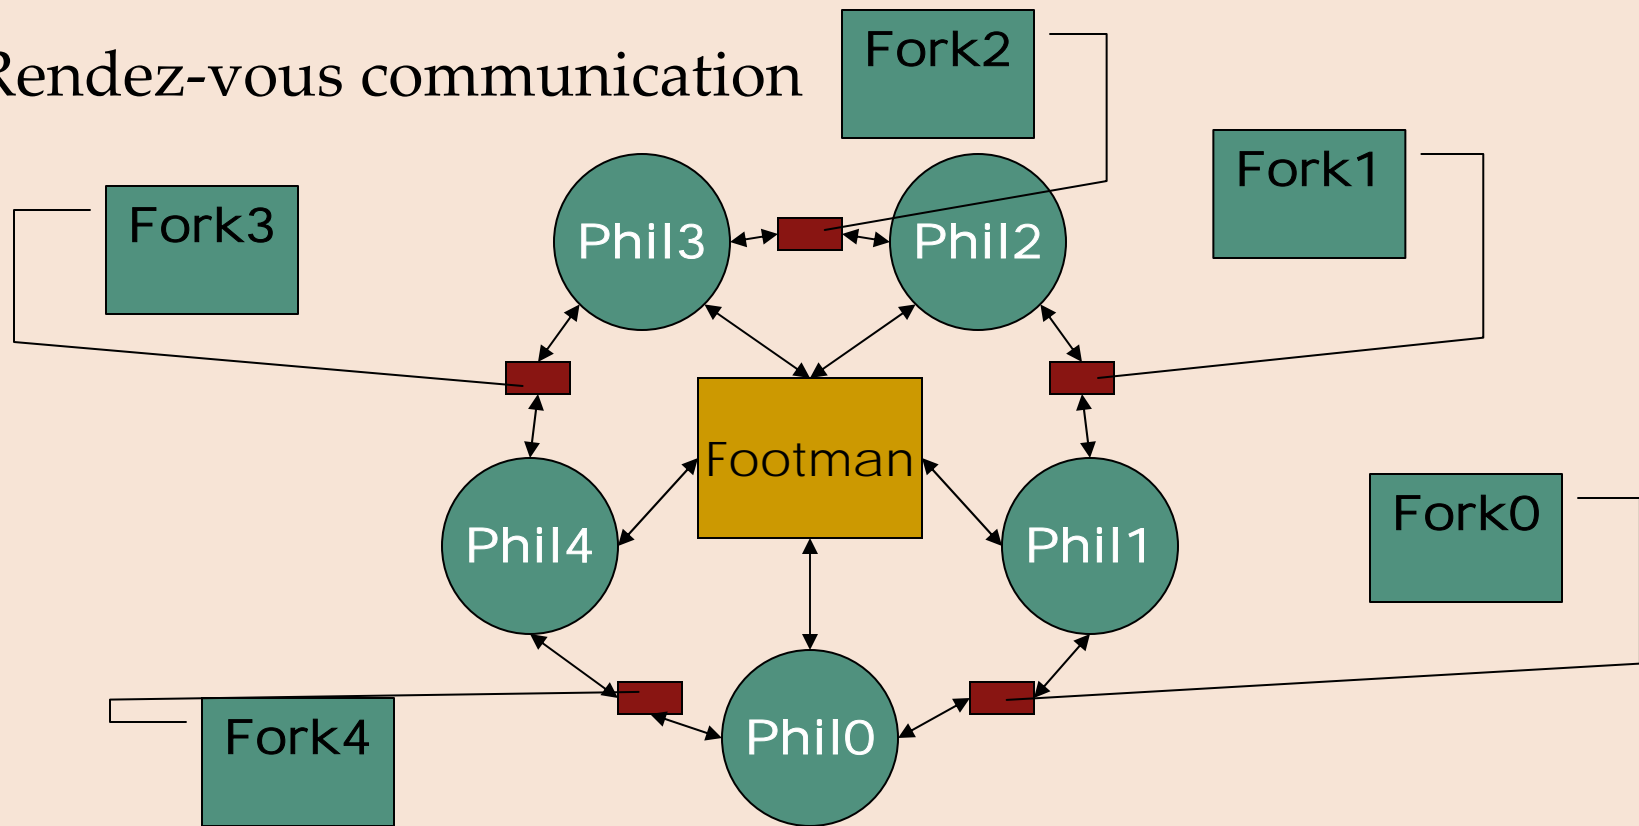 Rendez-vous communication
Fork2
Fork1
Fork3
Phil3
Phil2
Footman
Fork0
Phil4
Phil1
Fork4
Phil0